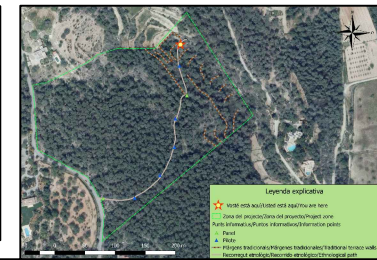 Leyenda explicativa
Vostè està aquí/Usted está aquí/You are here
Zona del projecte/Zona del proyecto/Project zone
Punts informatius/Puntos informativos/Information points
Panel
Pilote
Márgens tradicionals/Márgenes tradicionales/Traditional terrace walls
Recorregut etnològic/Recorrido etnológico/Ethnological path
200 m